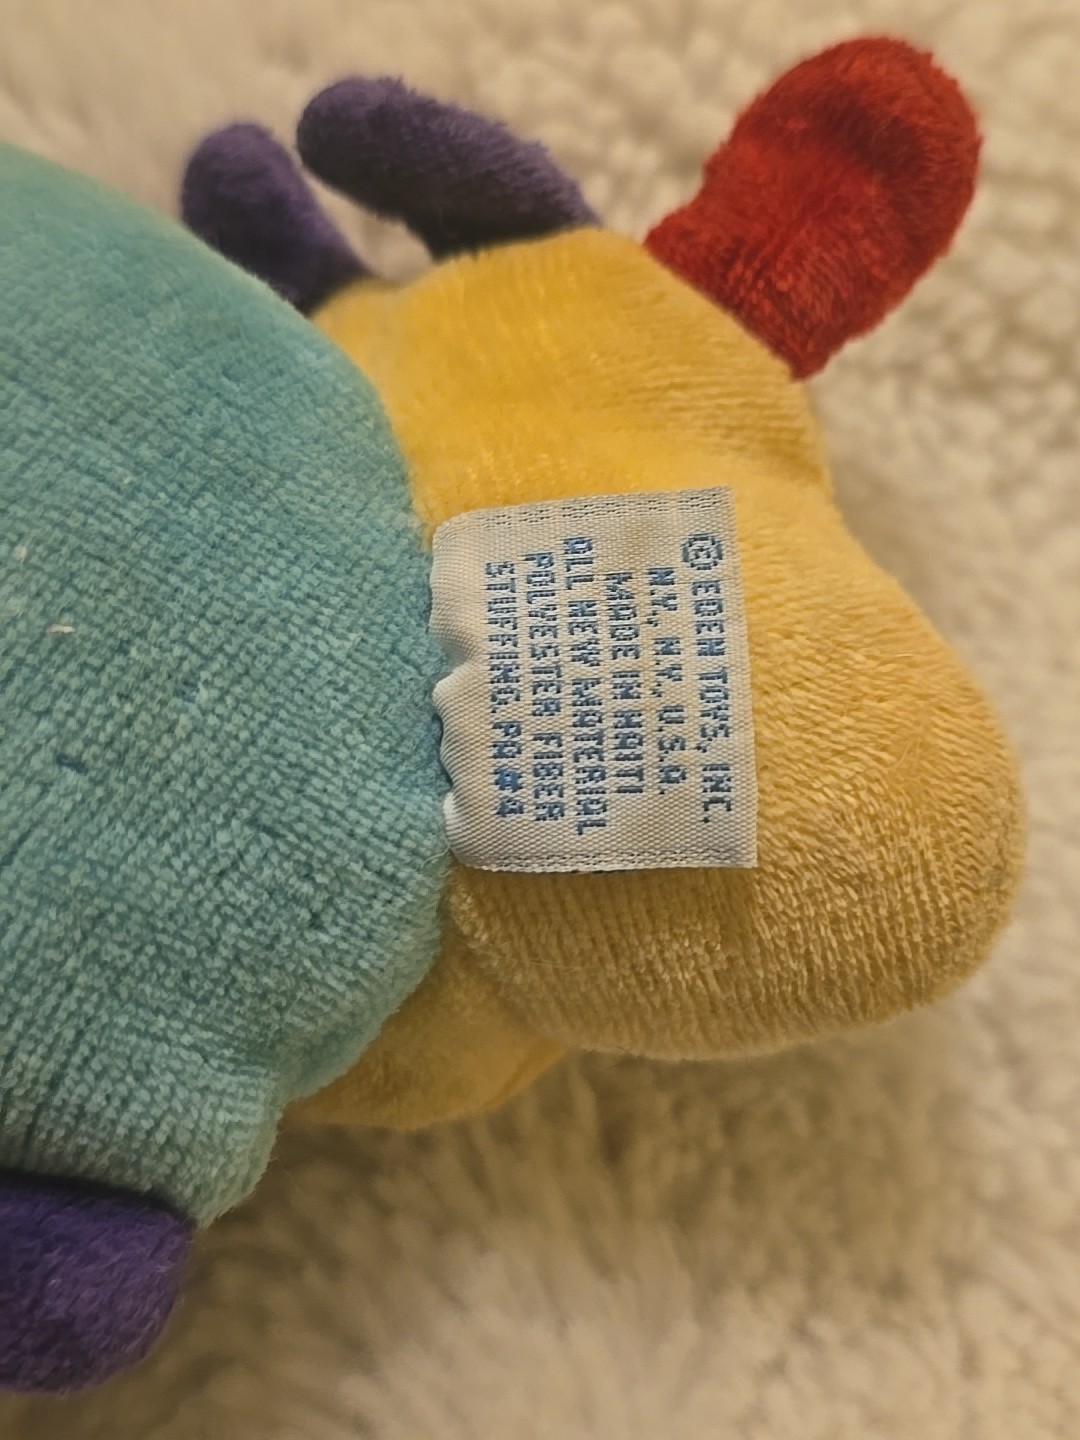 © EDEN TOYS, INC.
N.Y., N.Y., U.S.A.
MADE IN HAITI
ALL NEW MATERIAL
POLYESTER FIBER
STUFFING. PA#4